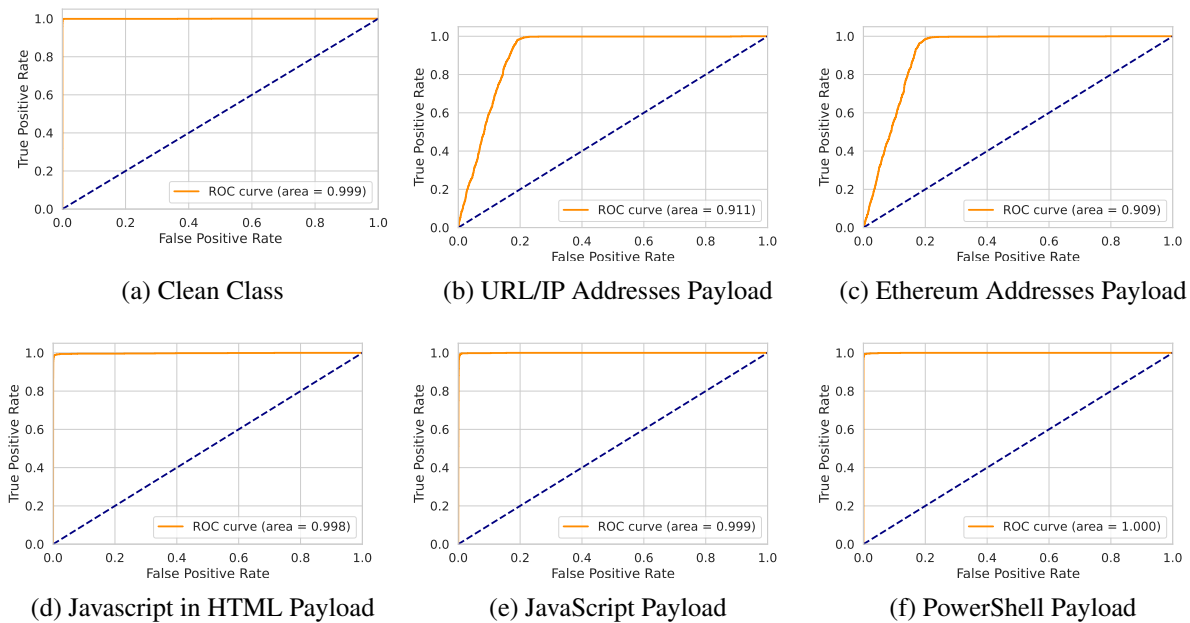 1.0
0.8
0.6
0.4
0.2
0.0
True Positive Rate
ROC curve (area = 0.999)
0.0 0.2 0.4 0.6 0.8 1.0
False Positive Rate
(a) Clean Class
1.0
0.8
0.6
0.4
0.2
0.0
True Positive Rate
ROC curve (area = 0.911)
0.0 0.2 0.4 0.6 0.8 1.0
False Positive Rate
(b) URL/IP Addresses Payload
1.0
0.8
0.6
0.4
0.2
0.0
True Positive Rate
ROC curve (area = 0.909)
0.0 0.2 0.4 0.6 0.8 1.0
False Positive Rate
(c) Ethereum Addresses Payload
1.0
0.8
0.6
0.4
0.2
0.0
True Positive Rate
ROC curve (area = 0.998)
0.0 0.2 0.4 0.6 0.8 1.0
False Positive Rate
(d) Javascript in HTML Payload
1.0
0.8
0.6
0.4
0.2
0.0
True Positive Rate
ROC curve (area = 0.999)
0.0 0.2 0.4 0.6 0.8 1.0
False Positive Rate
(e) JavaScript Payload
1.0
0.8
0.6
0.4
0.2
0.0
True Positive Rate
ROC curve (area = 1.000)
0.0 0.2 0.4 0.6 0.8 1.0
False Positive Rate
(f) PowerShell Payload